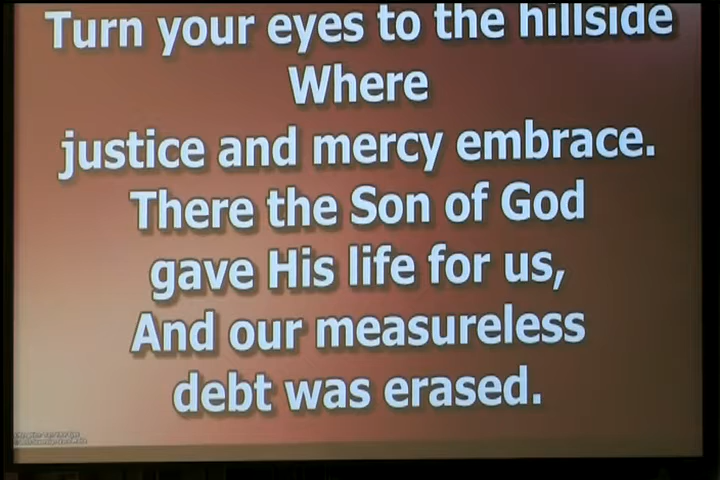 Turn your eyes to the hillside
Where
justice and mercy embrace.
There the Son of God
gave His life for us,
And our measureless
debt was erased.